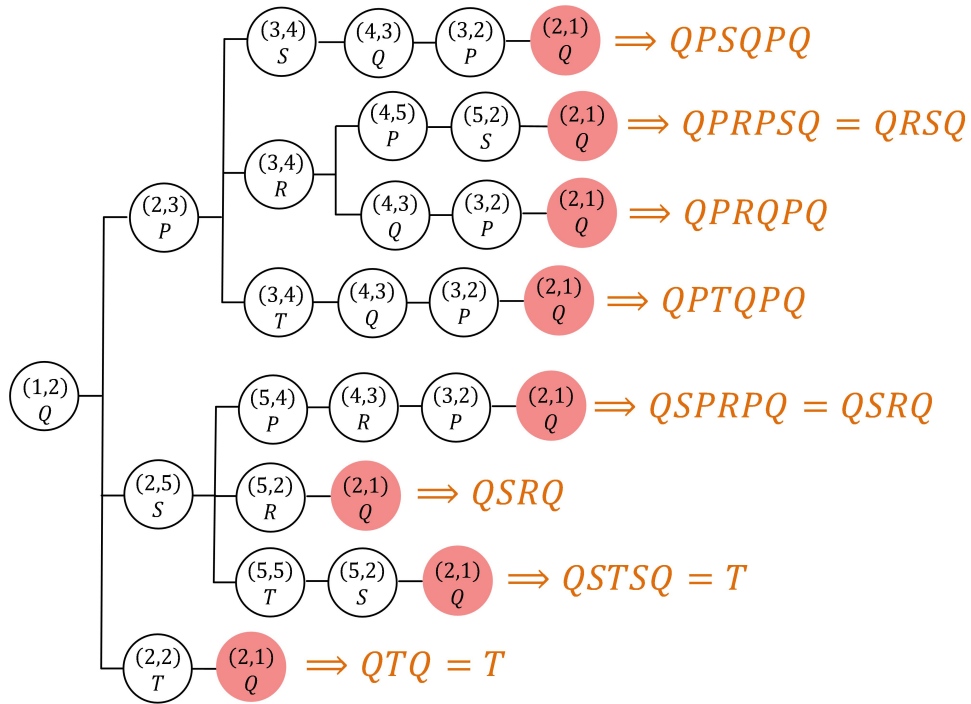 (3,4) S (4,3) Q (3,2) P (2,1) Q ⟹ QPSQPQ
(4,5) P (5,2) S (2,1) Q ⟹ QPRPSQ = QRSQ
(3,4) R
(2,3) P
(4,3) Q (3,2) P (2,1) Q ⟹ QPRQPQ
(3,4) T (4,3) Q (3,2) P (2,1) Q ⟹ QPTQPQ
(1,2) Q
(5,4) P (4,3) R (3,2) P (2,1) Q ⟹ QSPRPQ = QSRQ
(2,5) S (5,2) R (2,1) Q ⟹ QSRQ
(5,5) T (5,2) S (2,1) Q ⟹ QSTSQ = T
(2,2) T (2,1) Q ⟹ QTQ = T